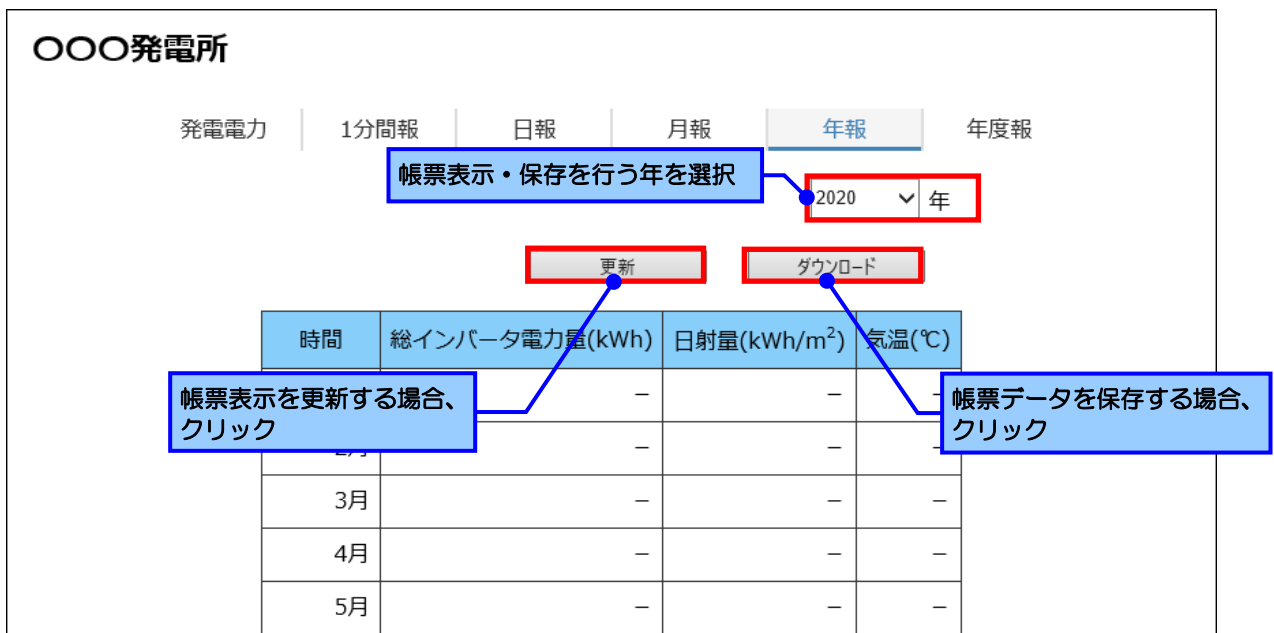 〇〇〇発電所
発電電力 1分間報 日報 月報 年報 年度報
帳票表示・保存を行う年を選択
2020 年
更新 ダウンロード
時間 総インバータ電力量(kWh) 日射量(kWh/m²) 気温(℃)
帳票表示を更新する場合、
クリック
帳票データを保存する場合、
クリック
− − −
2月 − − −
3月 − − −
4月 − − −
5月 − − −